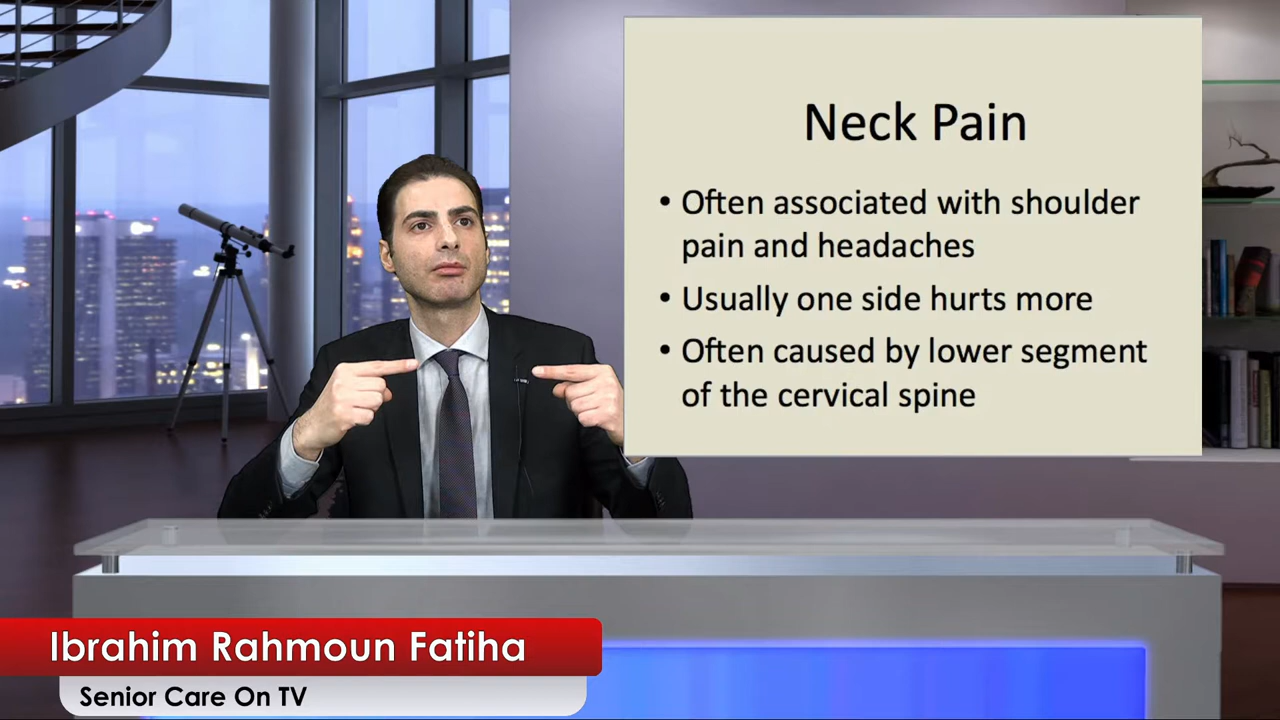 Neck Pain
• Often associated with shoulder
pain and headaches
• Usually one side hurts more
• Often caused by lower segment
of the cervical spine
Ibrahim Rahmoun Fatiha
Senior Care On TV